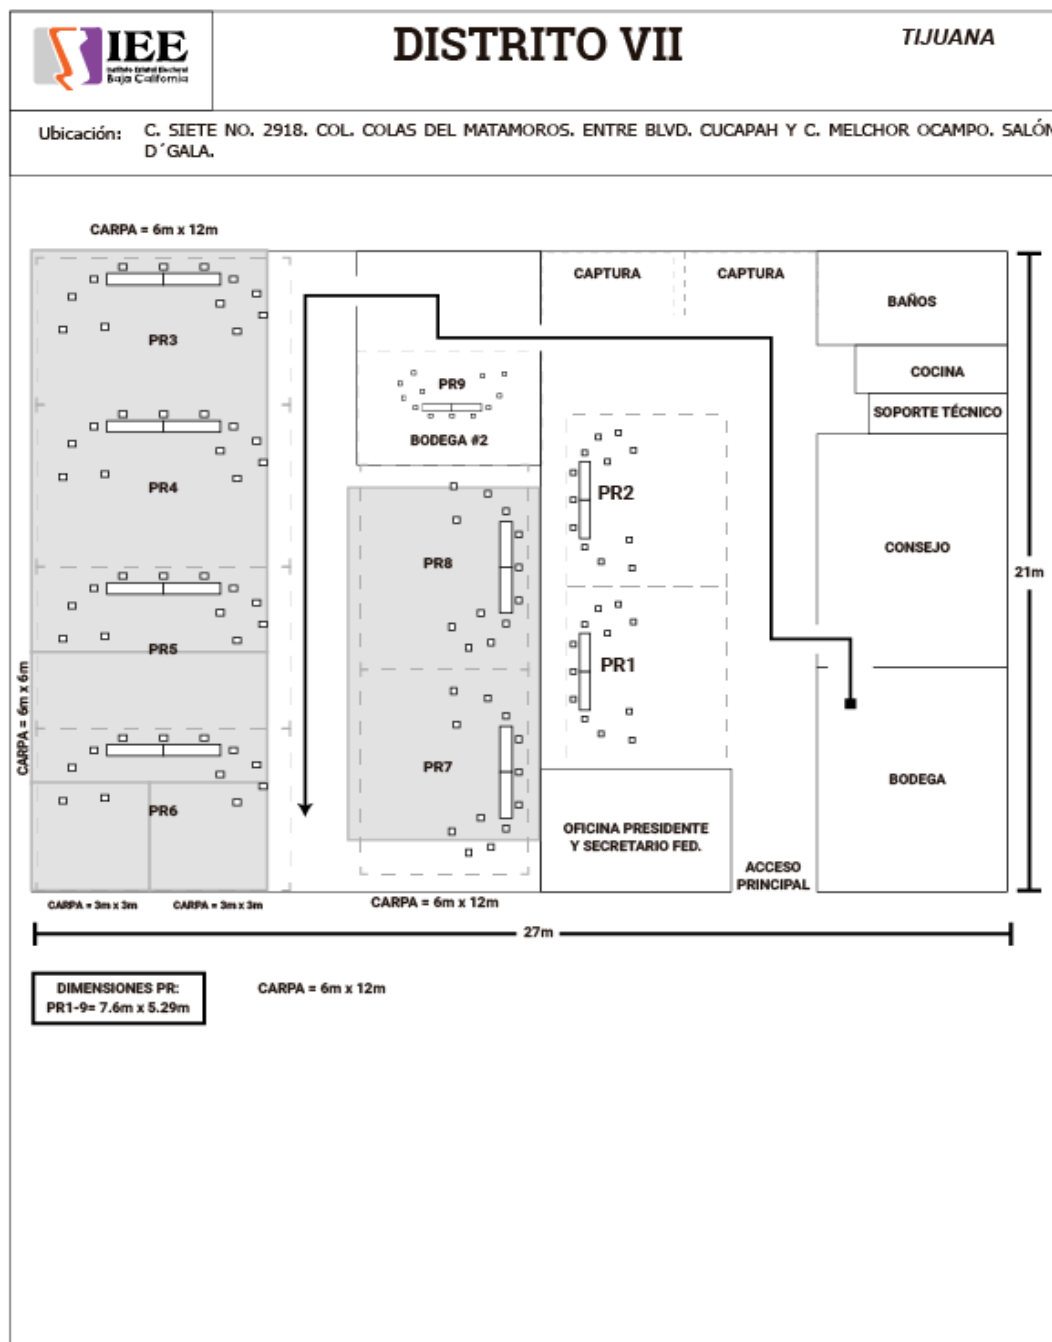 IEE
Instituto Estatal Electoral
Baja California
DISTRITO VII
TIJUANA
Ubicación: C. SIETE NO. 2918. COL. COLAS DEL MATAMOROS. ENTRE BLVD. CUCAPAH Y C. MELCHOR OCAMPO. SALÓN
D´GALA.
CARPA = 6m x 12m
CAPTURA
CAPTURA
BAÑOS
PR3
COCINA
PR9
SOPORTE TÉCNICO
BODEGA #2
PR4
PR2
CONSEJO
PR8
21m
PR5
PR1
CARPA = 6m x 6m
PR7
BODEGA
PR6
OFICINA PRESIDENTE
Y SECRETARIO FED.
ACCESO
PRINCIPAL
CARPA = 3m x 3m
CARPA = 3m x 3m
CARPA = 6m x 12m
27m
DIMENSIONES PR:
PR1-9= 7.6m x 5.29m
CARPA = 6m x 12m